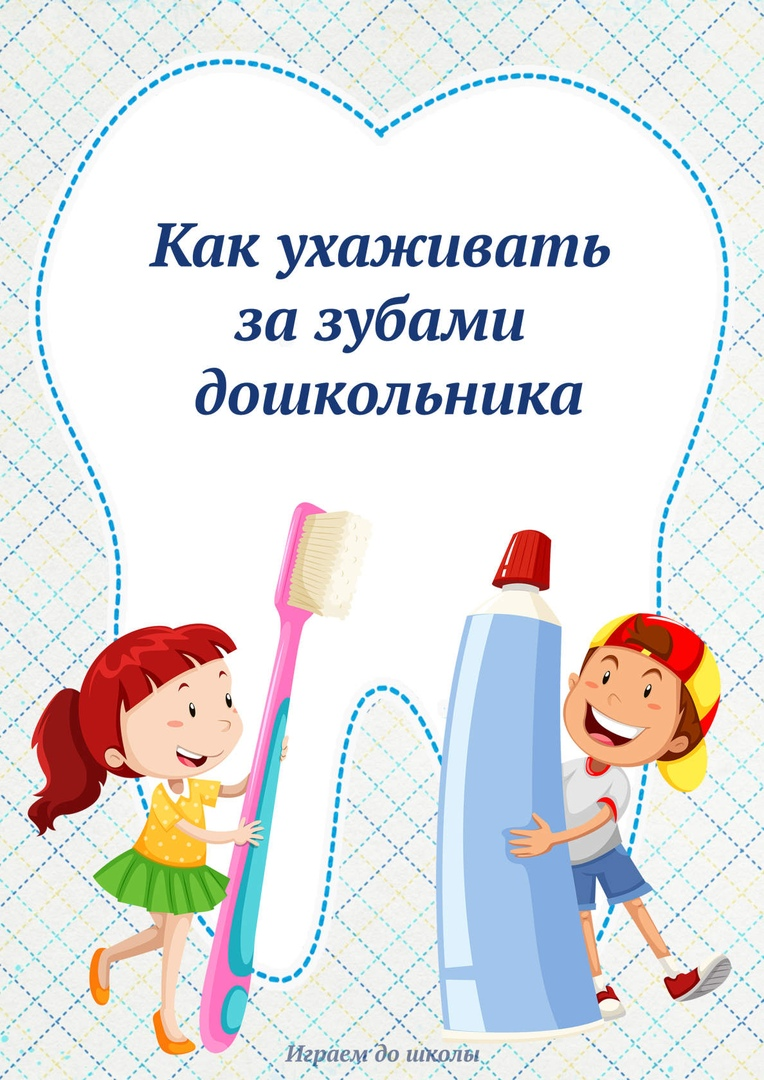 Как ухаживать
за зубами
дошкольника
Играем до школы